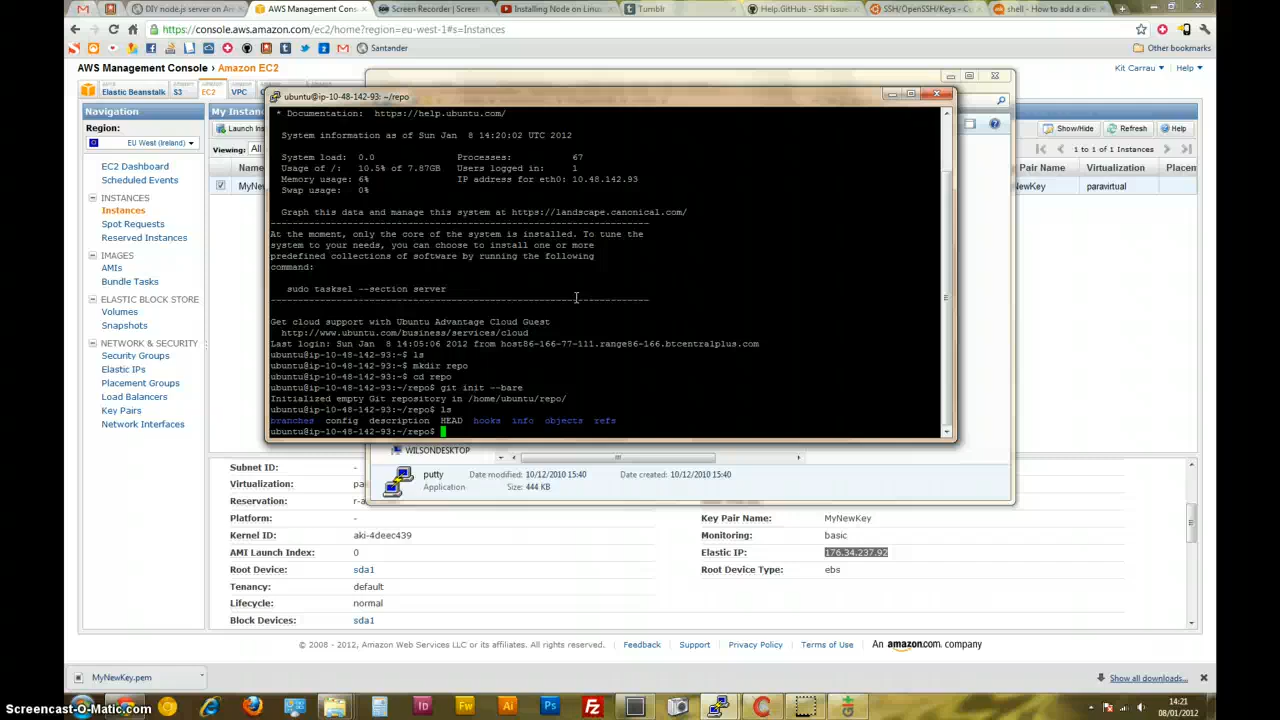 DIY node.js server on Am
AWS Management Cons
Screen Recorder | Screen
Installing Node on Linux
Tumblr
Help.GitHub - SSH issue
SSH/OpenSSH/Keys - Co
shell - How to add a dire
https://console.aws.amazon.com/ec2/home?region=eu-west-1#s=Instances
Santander
Other bookmarks
AWS Management Console > Amazon EC2
Kit Carrau
Help
Elastic Beanstalk
S3
EC2
VPC
Navigation
Region:
EU West (Ireland)
EC2 Dashboard
Scheduled Events
INSTANCES
Instances
Spot Requests
Reserved Instances
IMAGES
AMIs
Bundle Tasks
ELASTIC BLOCK STORE
Volumes
Snapshots
NETWORK & SECURITY
Security Groups
Elastic IPs
Placement Groups
Load Balancers
Key Pairs
Network Interfaces
My Instan
Launch Ins
Viewing: All
Name
MyNe
Show/Hide
Refresh
Help
1 to 1 of 1 Instances
Pair Name
Virtualization
Placem
NewKey
paravirtual
ubuntu@ip-10-48-142-93: ~/repo
* Documentation:  https://help.ubuntu.com/
System information as of Sun Jan  8 14:20:02 UTC 2012
System load:  0.0    Processes:           67
Usage of /:   10.5% of 7.87GB   Users logged in:     1
Memory usage: 6%   IP address for eth0: 10.48.142.93
Swap usage:   0%
Graph this data and manage this system at https://landscape.canonical.com/
---------------------------------------------------------------------
At the moment, only the core of the system is installed. To tune the
system to your needs, you can choose to install one or more
predefined collections of software by running the following
command:
sudo tasksel --section server
---------------------------------------------------------------------
Get cloud support with Ubuntu Advantage Cloud Guest
http://www.ubuntu.com/business/services/cloud
Last login: Sun Jan  8 14:05:06 2012 from host86-166-77-111.range86-166.btcentralplus.com
ubuntu@ip-10-48-142-93:~$ ls
ubuntu@ip-10-48-142-93:~$ mkdir repo
ubuntu@ip-10-48-142-93:~$ cd repo
ubuntu@ip-10-48-142-93:~/repo$ git init --bare
Initialized empty Git repository in /home/ubuntu/repo/
ubuntu@ip-10-48-142-93:~/repo$ ls
branches  config  description  HEAD  hooks  info  objects  refs
ubuntu@ip-10-48-142-93:~/repo$
WILSONDESKTOP
putty
Date modified: 10/12/2010 15:40
Date created: 10/12/2010 15:40
Application
Size: 444 KB
Subnet ID: -
Virtualization: pa
Reservation: r-a
Platform: -
Key Pair Name: MyNewKey
Kernel ID: aki-4deec439
Monitoring: basic
AMI Launch Index: 0
Elastic IP: 176.34.237.92
Root Device: sda1
Root Device Type: ebs
Tenancy: default
Lifecycle: normal
Block Devices: sda1
© 2008 - 2012, Amazon Web Services LLC or its affiliates. All rights reserved.
Feedback
Support
Privacy Policy
Terms of Use
An amazon.com company
MyNewKey.pem
Show all downloads...
Screencast-O-Matic.com
Id
Fw
Ai
Ps
Fz
14:21
08/01/2012